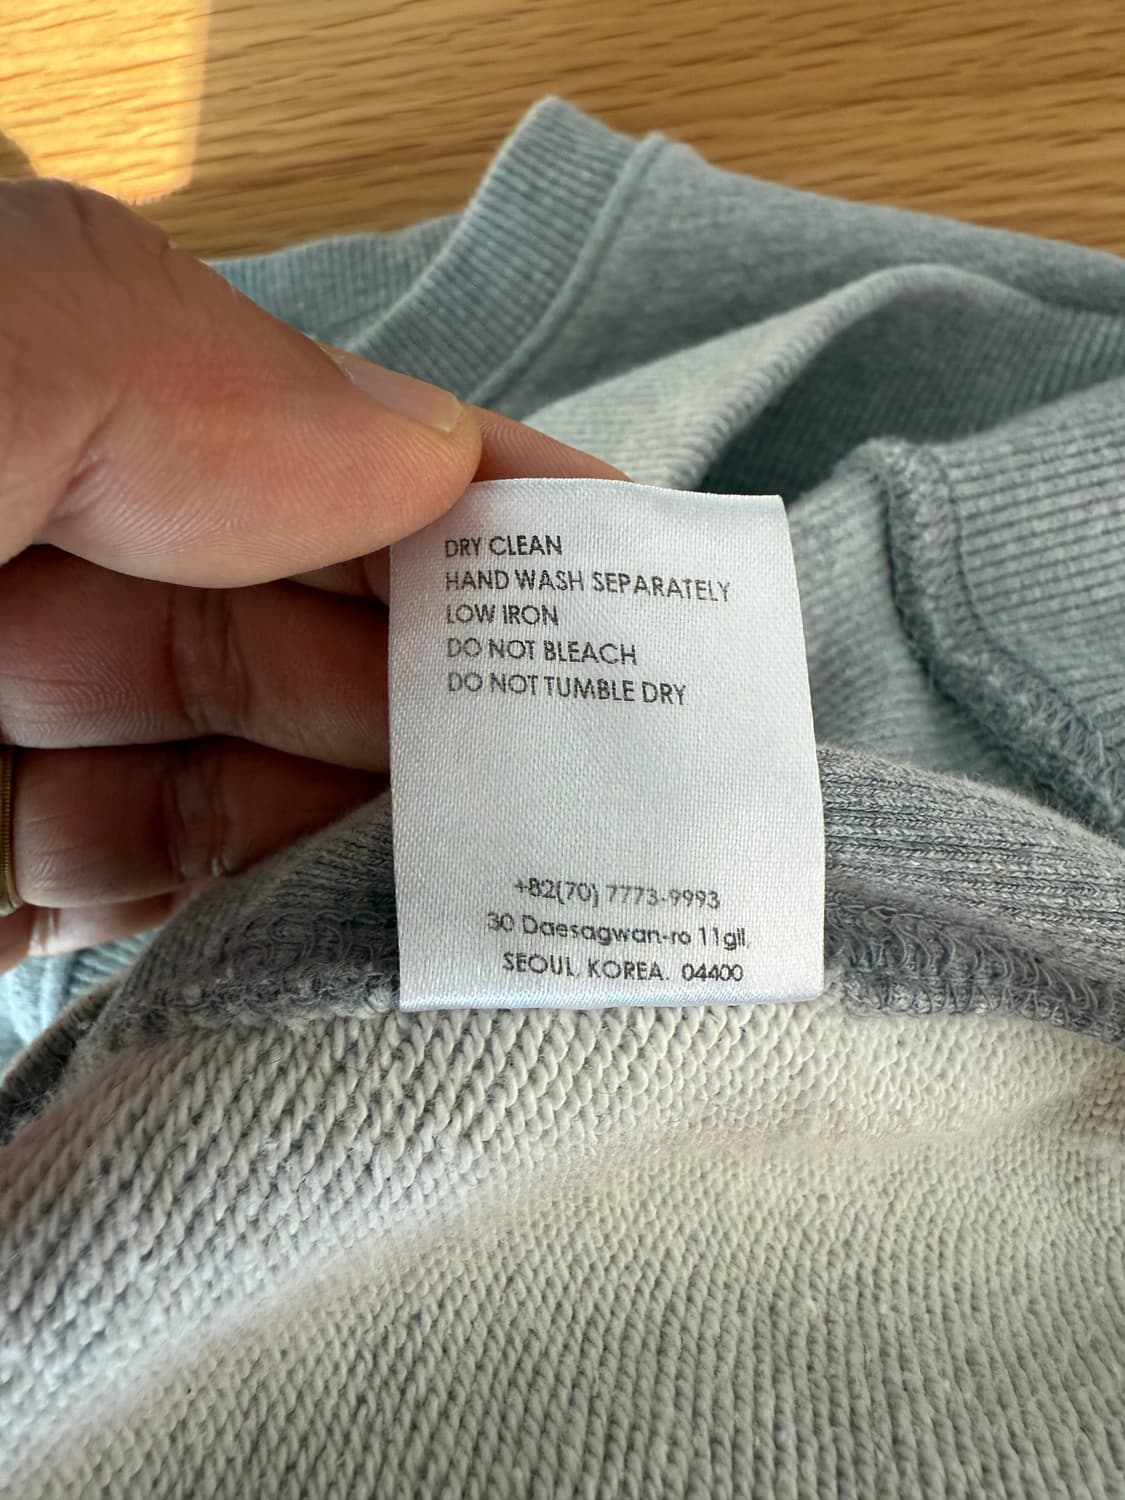 DRY CLEAN
HAND WASH SEPARATELY
LOW IRON
DO NOT BLEACH
DO NOT TUMBLE DRY
+82(70) 7773-9993
30 Daesagwan-ro 11gil,
SEOUL. KOREA. 04400